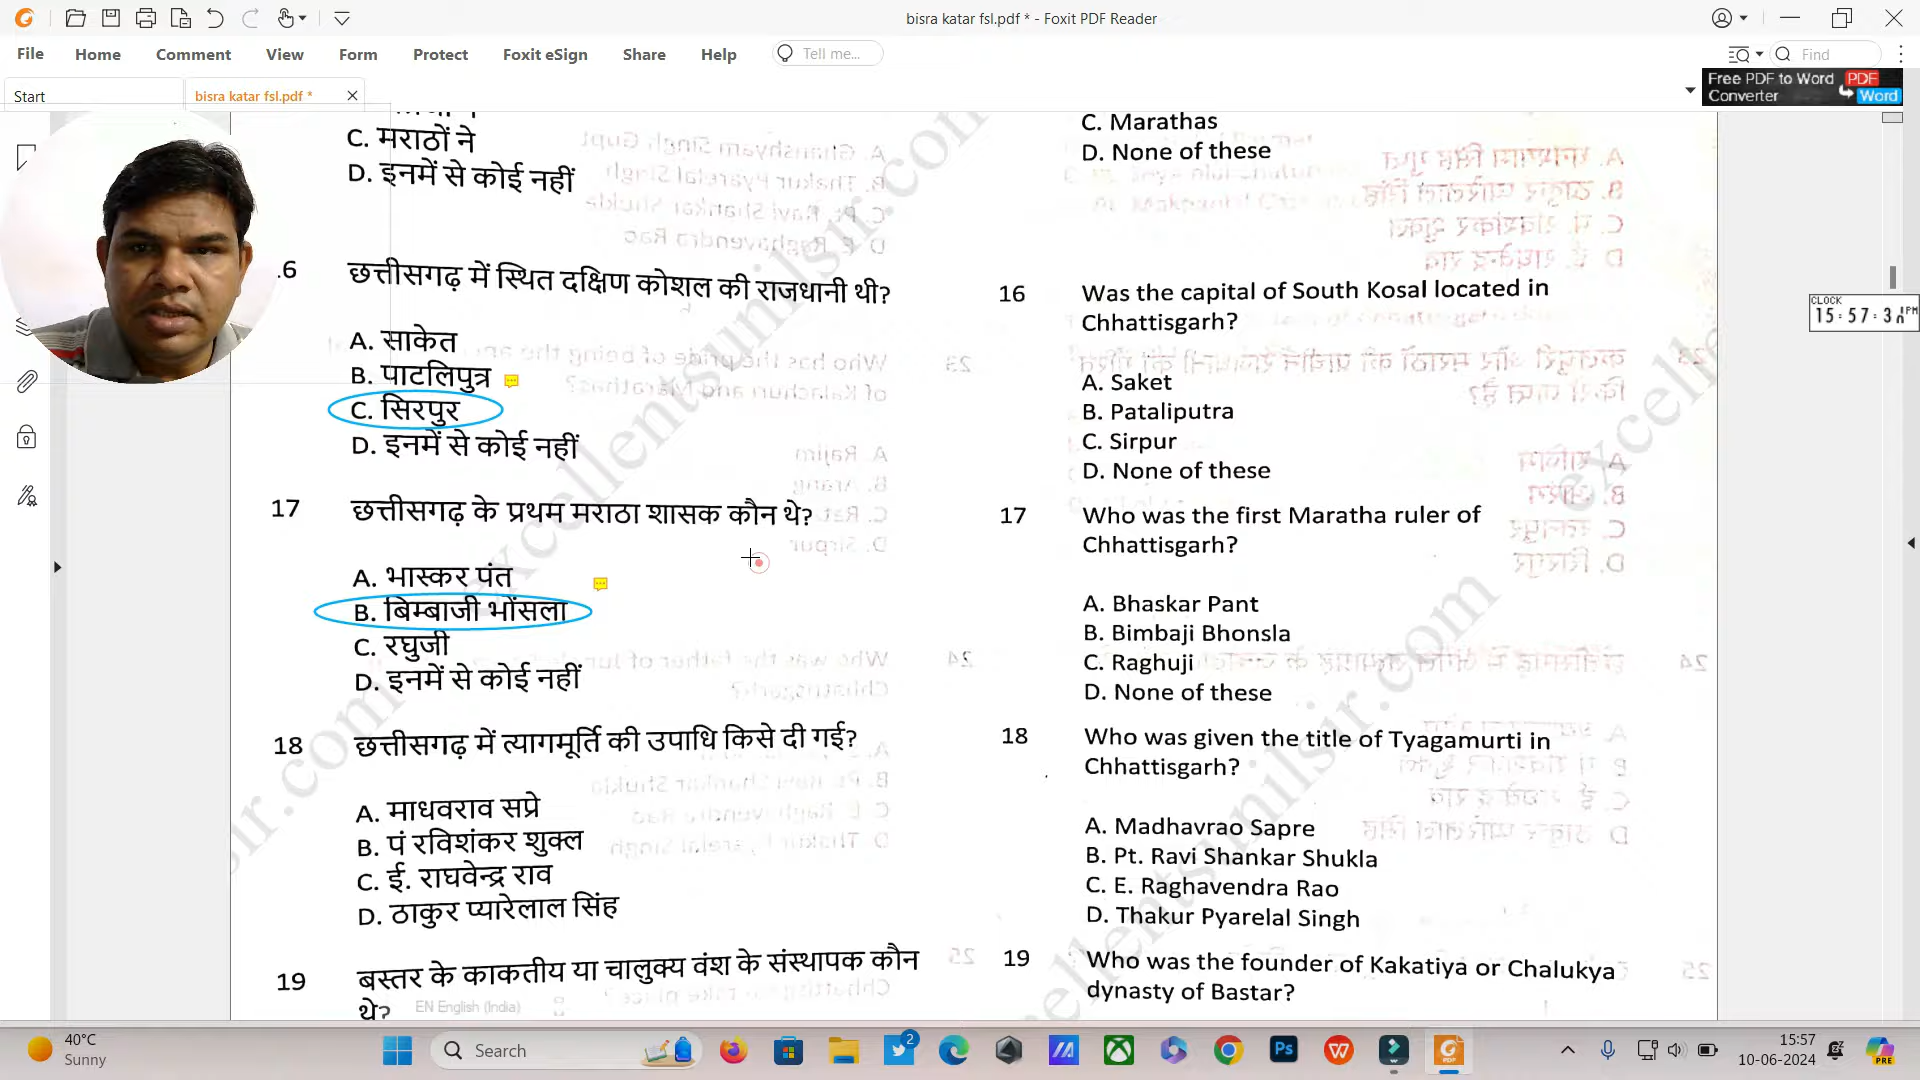 bisra katar fsl.pdf * - Foxit PDF Reader
File Home Comment View Form Protect Foxit eSign Share Help Tell me... Find
Start bisra katar fsl.pdf *
Free PDF to Word Converter PDF Word
C. मराठों ने
D. इनमें से कोई नहीं
.6 छत्तीसगढ़ में स्थित दक्षिण कोशल की राजधानी थी?
A. साकेत
B. पाटलिपुत्र
C. सिरपुर
D. इनमें से कोई नहीं
17 छत्तीसगढ़ के प्रथम मराठा शासक कौन थे?
A. भास्कर पंत
B. बिम्बाजी भोंसला
C. रघुजी
D. इनमें से कोई नहीं
18 छत्तीसगढ़ में त्यागमूर्ति की उपाधि किसे दी गई?
A. माधवराव सप्रे
B. पं रविशंकर शुक्ल
C. ई. राघवेन्द्र राव
D. ठाकुर प्यारेलाल सिंह
19 बस्तर के काकतीय या चालुक्य वंश के संस्थापक कौन
थे?
C. Marathas
D. None of these
16 Was the capital of South Kosal located in
Chhattisgarh?
A. Saket
B. Pataliputra
C. Sirpur
D. None of these
17 Who was the first Maratha ruler of
Chhattisgarh?
A. Bhaskar Pant
B. Bimbaji Bhonsla
C. Raghuji
D. None of these
18 Who was given the title of Tyagamurti in
Chhattisgarh?
A. Madhavrao Sapre
B. Pt. Ravi Shankar Shukla
C. E. Raghavendra Rao
D. Thakur Pyarelal Singh
19 Who was the founder of Kakatiya or Chalukya
dynasty of Bastar?
excellentsunilsir.com
CLOCK
EN English (India)
40°C
Sunny
Search
2
15:57
10-06-2024